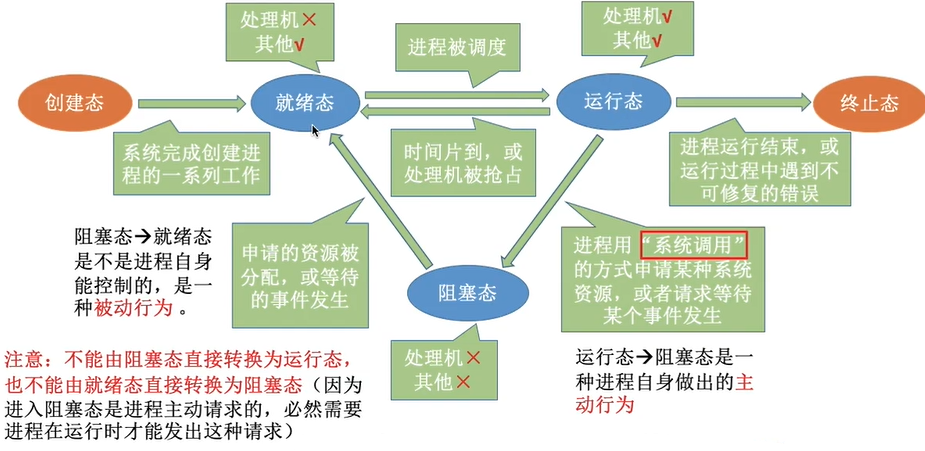 处理机×
其他√
进程被调度
处理机√
其他√
创建态
就绪态
运行态
终止态
系统完成创建进
程的一系列工作
时间片到，或
处理机被抢占
进程运行结束，或
运行过程中遇到不
可修复的错误
阻塞态→就绪态
是不是进程自身
能控制的，是一
种被动行为 。
申请的资源被
分配，或等待
的事件发生
阻塞态
进程用“系统调用”
的方式申请某种系统
资源，或者请求等待
某个事件发生
处理机×
其他×
运行态→阻塞态是一
种进程自身做出的主
动行为
注意：不能由阻塞态直接转换为运行态，
也不能由就绪态直接转换为阻塞态（因为
进入阻塞态是进程主动请求的，必然需要
进程在运行时才能发出这种请求）